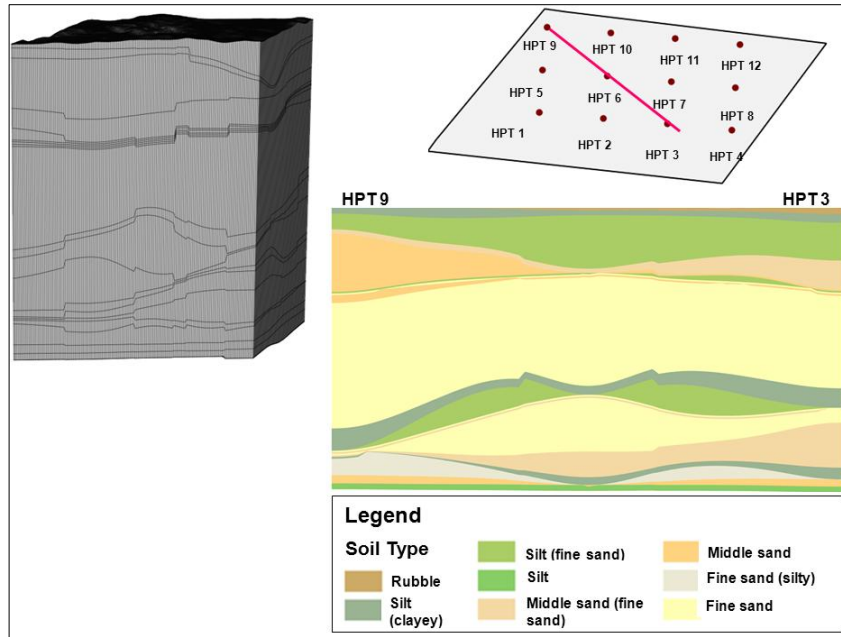 HPT 9
HPT 10
HPT 11
HPT 12
HPT 5
HPT 6
HPT 7
HPT 8
HPT 1
HPT 2
HPT 3
HPT 4
HPT9
HPT3
Legend
Soil Type
Rubble
Silt
(clayey)
Silt (fine sand)
Silt
Middle sand (fine
sand)
Middle sand
Fine sand (silty)
Fine sand